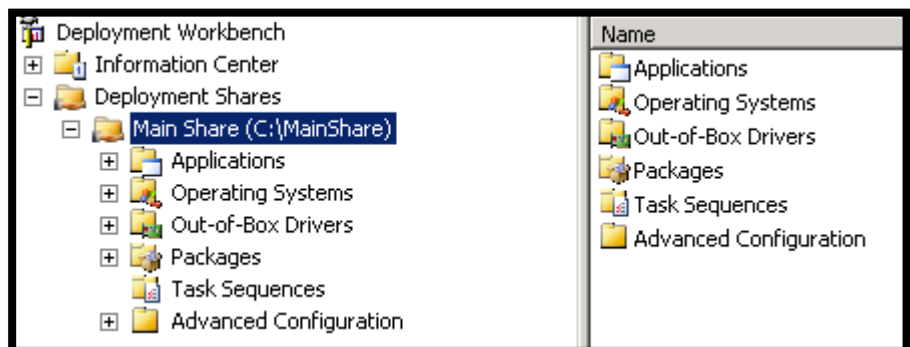 Deployment Workbench
Information Center
Deployment Shares
Main Share (C:\MainShare)
Applications
Operating Systems
Out-of-Box Drivers
Packages
Task Sequences
Advanced Configuration
Name
Applications
Operating Systems
Out-of-Box Drivers
Packages
Task Sequences
Advanced Configuration